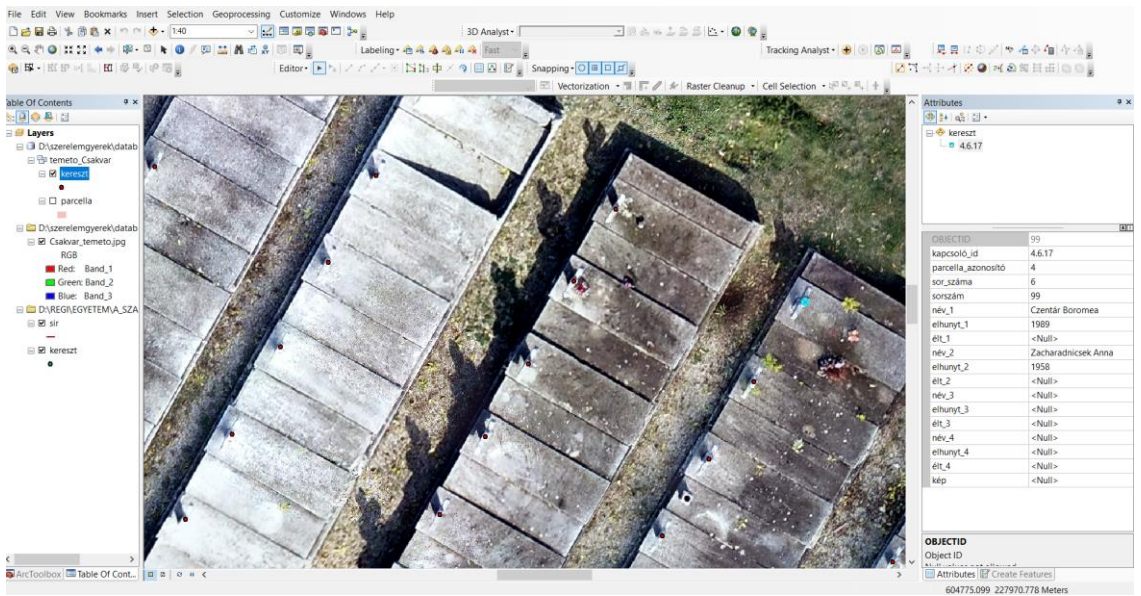 File Edit View Bookmarks Insert Selection Geoprocessing Customize Windows Help
1:40
3D Analyst
Labeling Fast
Tracking Analyst
Editor Snapping
Vectorization Raster Cleanup Cell Selection
Table Of Contents
Layers
D:\szerelemgyerek\datab
temeto_Csakvar
kereszt
parcella
D:\szerelemgyerek\datab
Csakvar_temeto.jpg
RGB
Red: Band_1
Green: Band_2
Blue: Band_3
D:\REGI\EGYETEM\A_SZA
sir
kereszt
ArcToolbox Table Of Cont...
Attributes
kereszt
4.6.17
OBJECTID 99
kapcsoló_id 4.6.17
parcella_azonosító 4
sor_száma 6
sorszám 99
név_1 Czentár Boromea
elhunyt_1 1989
élt_1 <Null>
név_2 Zacharadnicsek Anna
elhunyt_2 1958
élt_2 <Null>
név_3 <Null>
elhunyt_3 <Null>
élt_3 <Null>
név_4 <Null>
elhunyt_4 <Null>
élt_4 <Null>
kép <Null>
OBJECTID
Object ID
Attributes Create Features
604775.099 227970.778 Meters